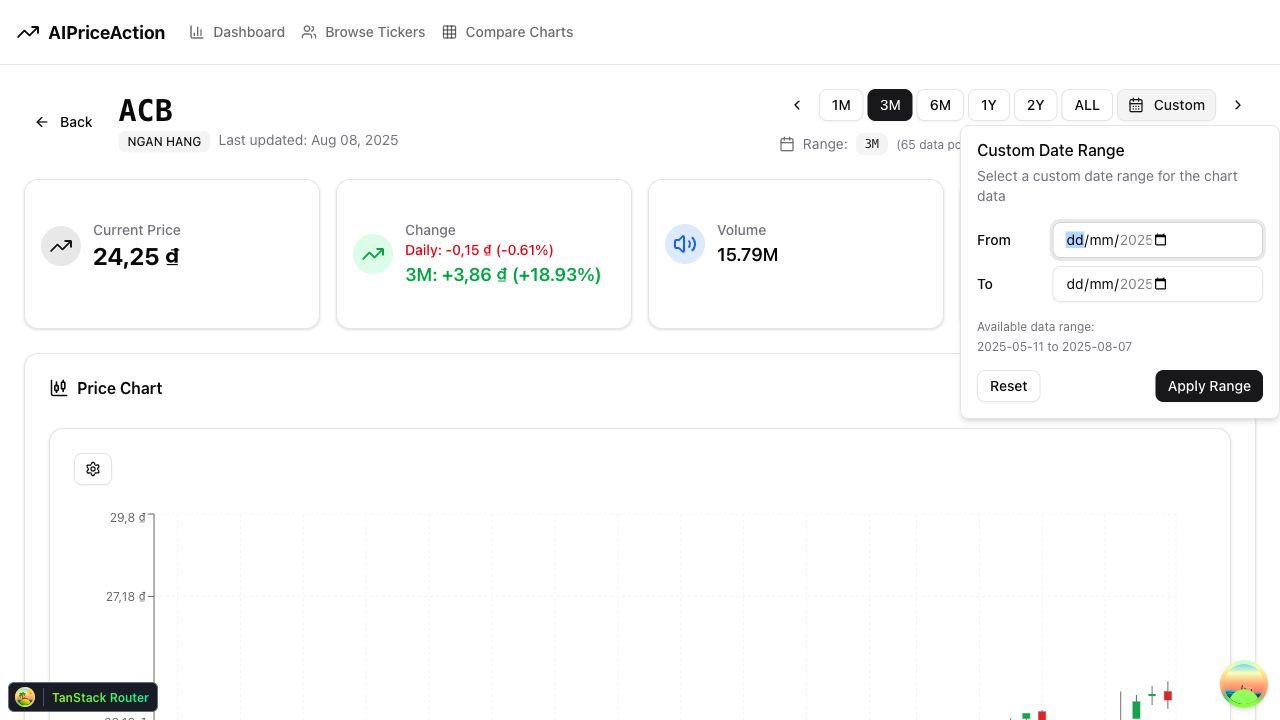 AIPriceAction
Dashboard
Browse Tickers
Compare Charts
Back
ACB
NGAN HANG
Last updated: Aug 08, 2025
1M
3M
6M
1Y
2Y
ALL
Custom
Range:
3M
(65 data
Custom Date Range
Select a custom date range for the chart
data
From
dd/mm/2025
To
dd/mm/2025
Available data range:
2025-05-11 to 2025-08-07
Reset
Apply Range
Current Price
24,25 ₫
Change
Daily: -0,15 ₫ (-0.61%)
3M: +3,86 ₫ (+18.93%)
Volume
15.79M
Price Chart
29,8 ₫
27,18 ₫
TanStack Router